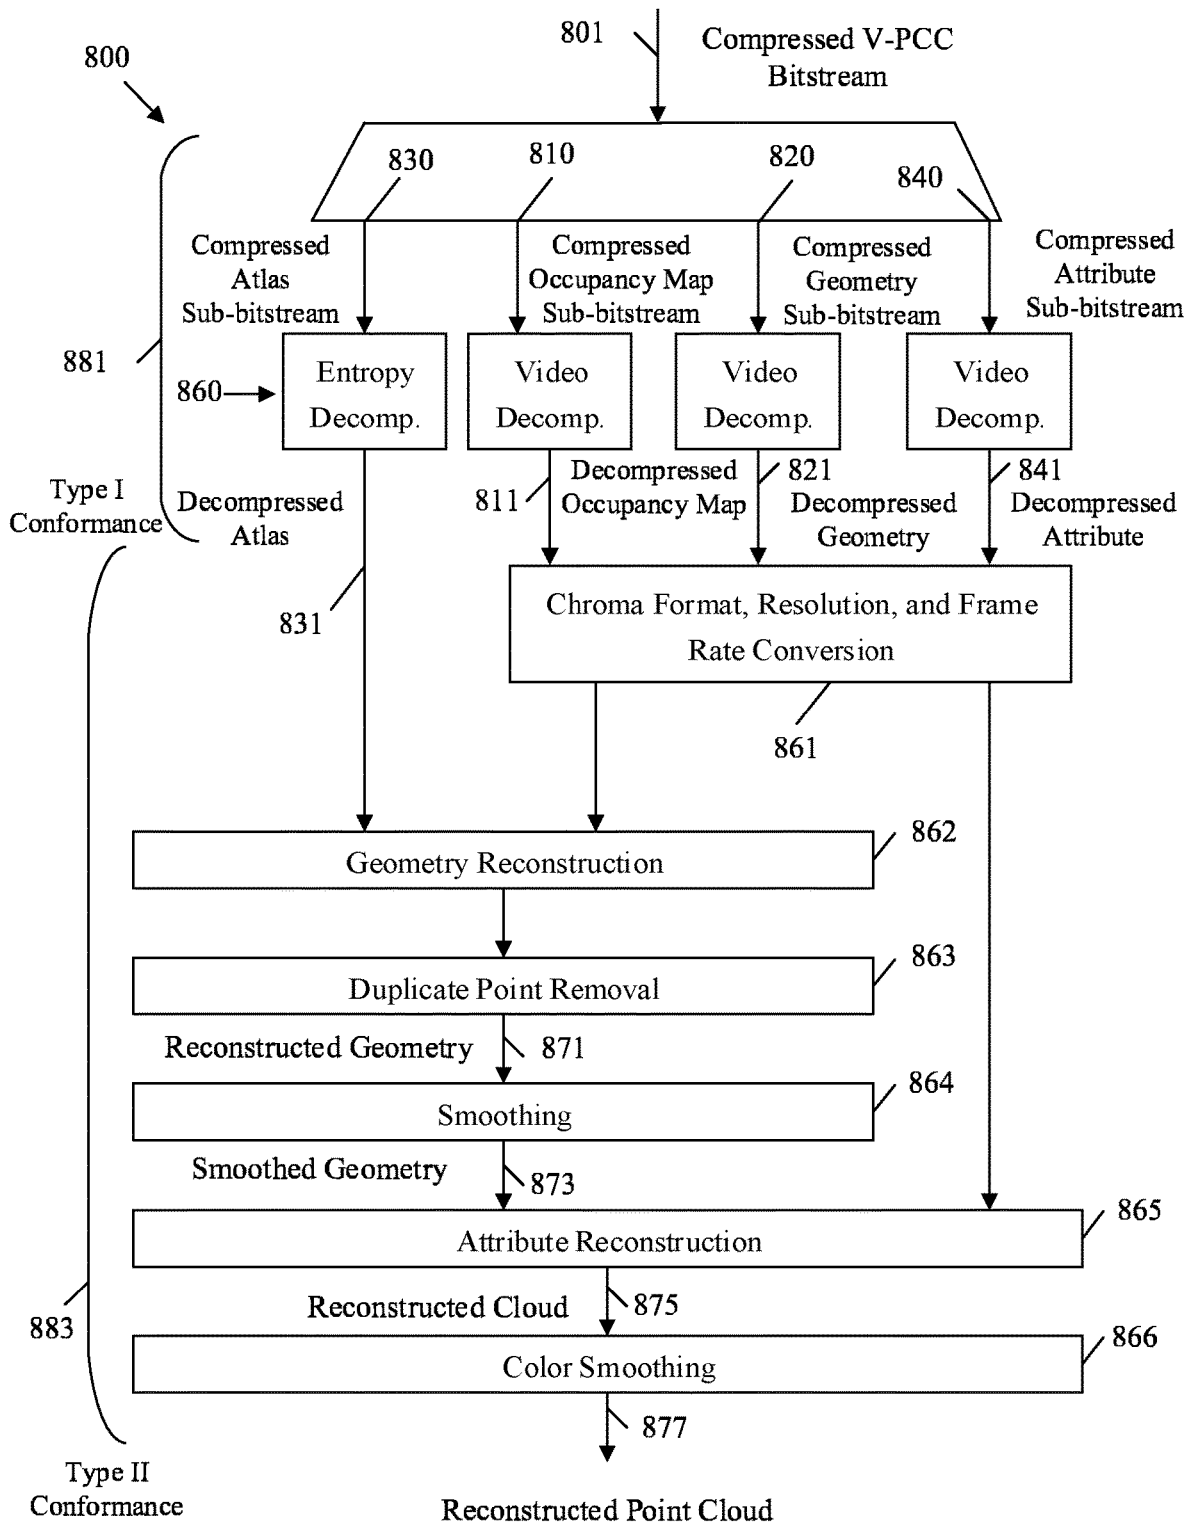 801
Compressed V-PCC
Bitstream
800
830
810
820
840
Compressed
Atlas
Sub-bitstream
Compressed
Occupancy Map
Sub-bitstream
Compressed
Geometry
Sub-bitstream
Compressed
Attribute
Sub-bitstream
881
860
Entropy
Decomp.
Video
Decomp.
Video
Decomp.
Video
Decomp.
Type I
Conformance
Decompressed
Atlas
811
Decompressed
Occupancy Map
821
Decompressed
Geometry
841
Decompressed
Attribute
831
Chroma Format, Resolution, and Frame
Rate Conversion
861
862
Geometry Reconstruction
863
Duplicate Point Removal
Reconstructed Geometry
871
864
Smoothing
Smoothed Geometry
873
865
Attribute Reconstruction
Reconstructed Cloud
875
883
866
Color Smoothing
877
Type II
Conformance
Reconstructed Point Cloud